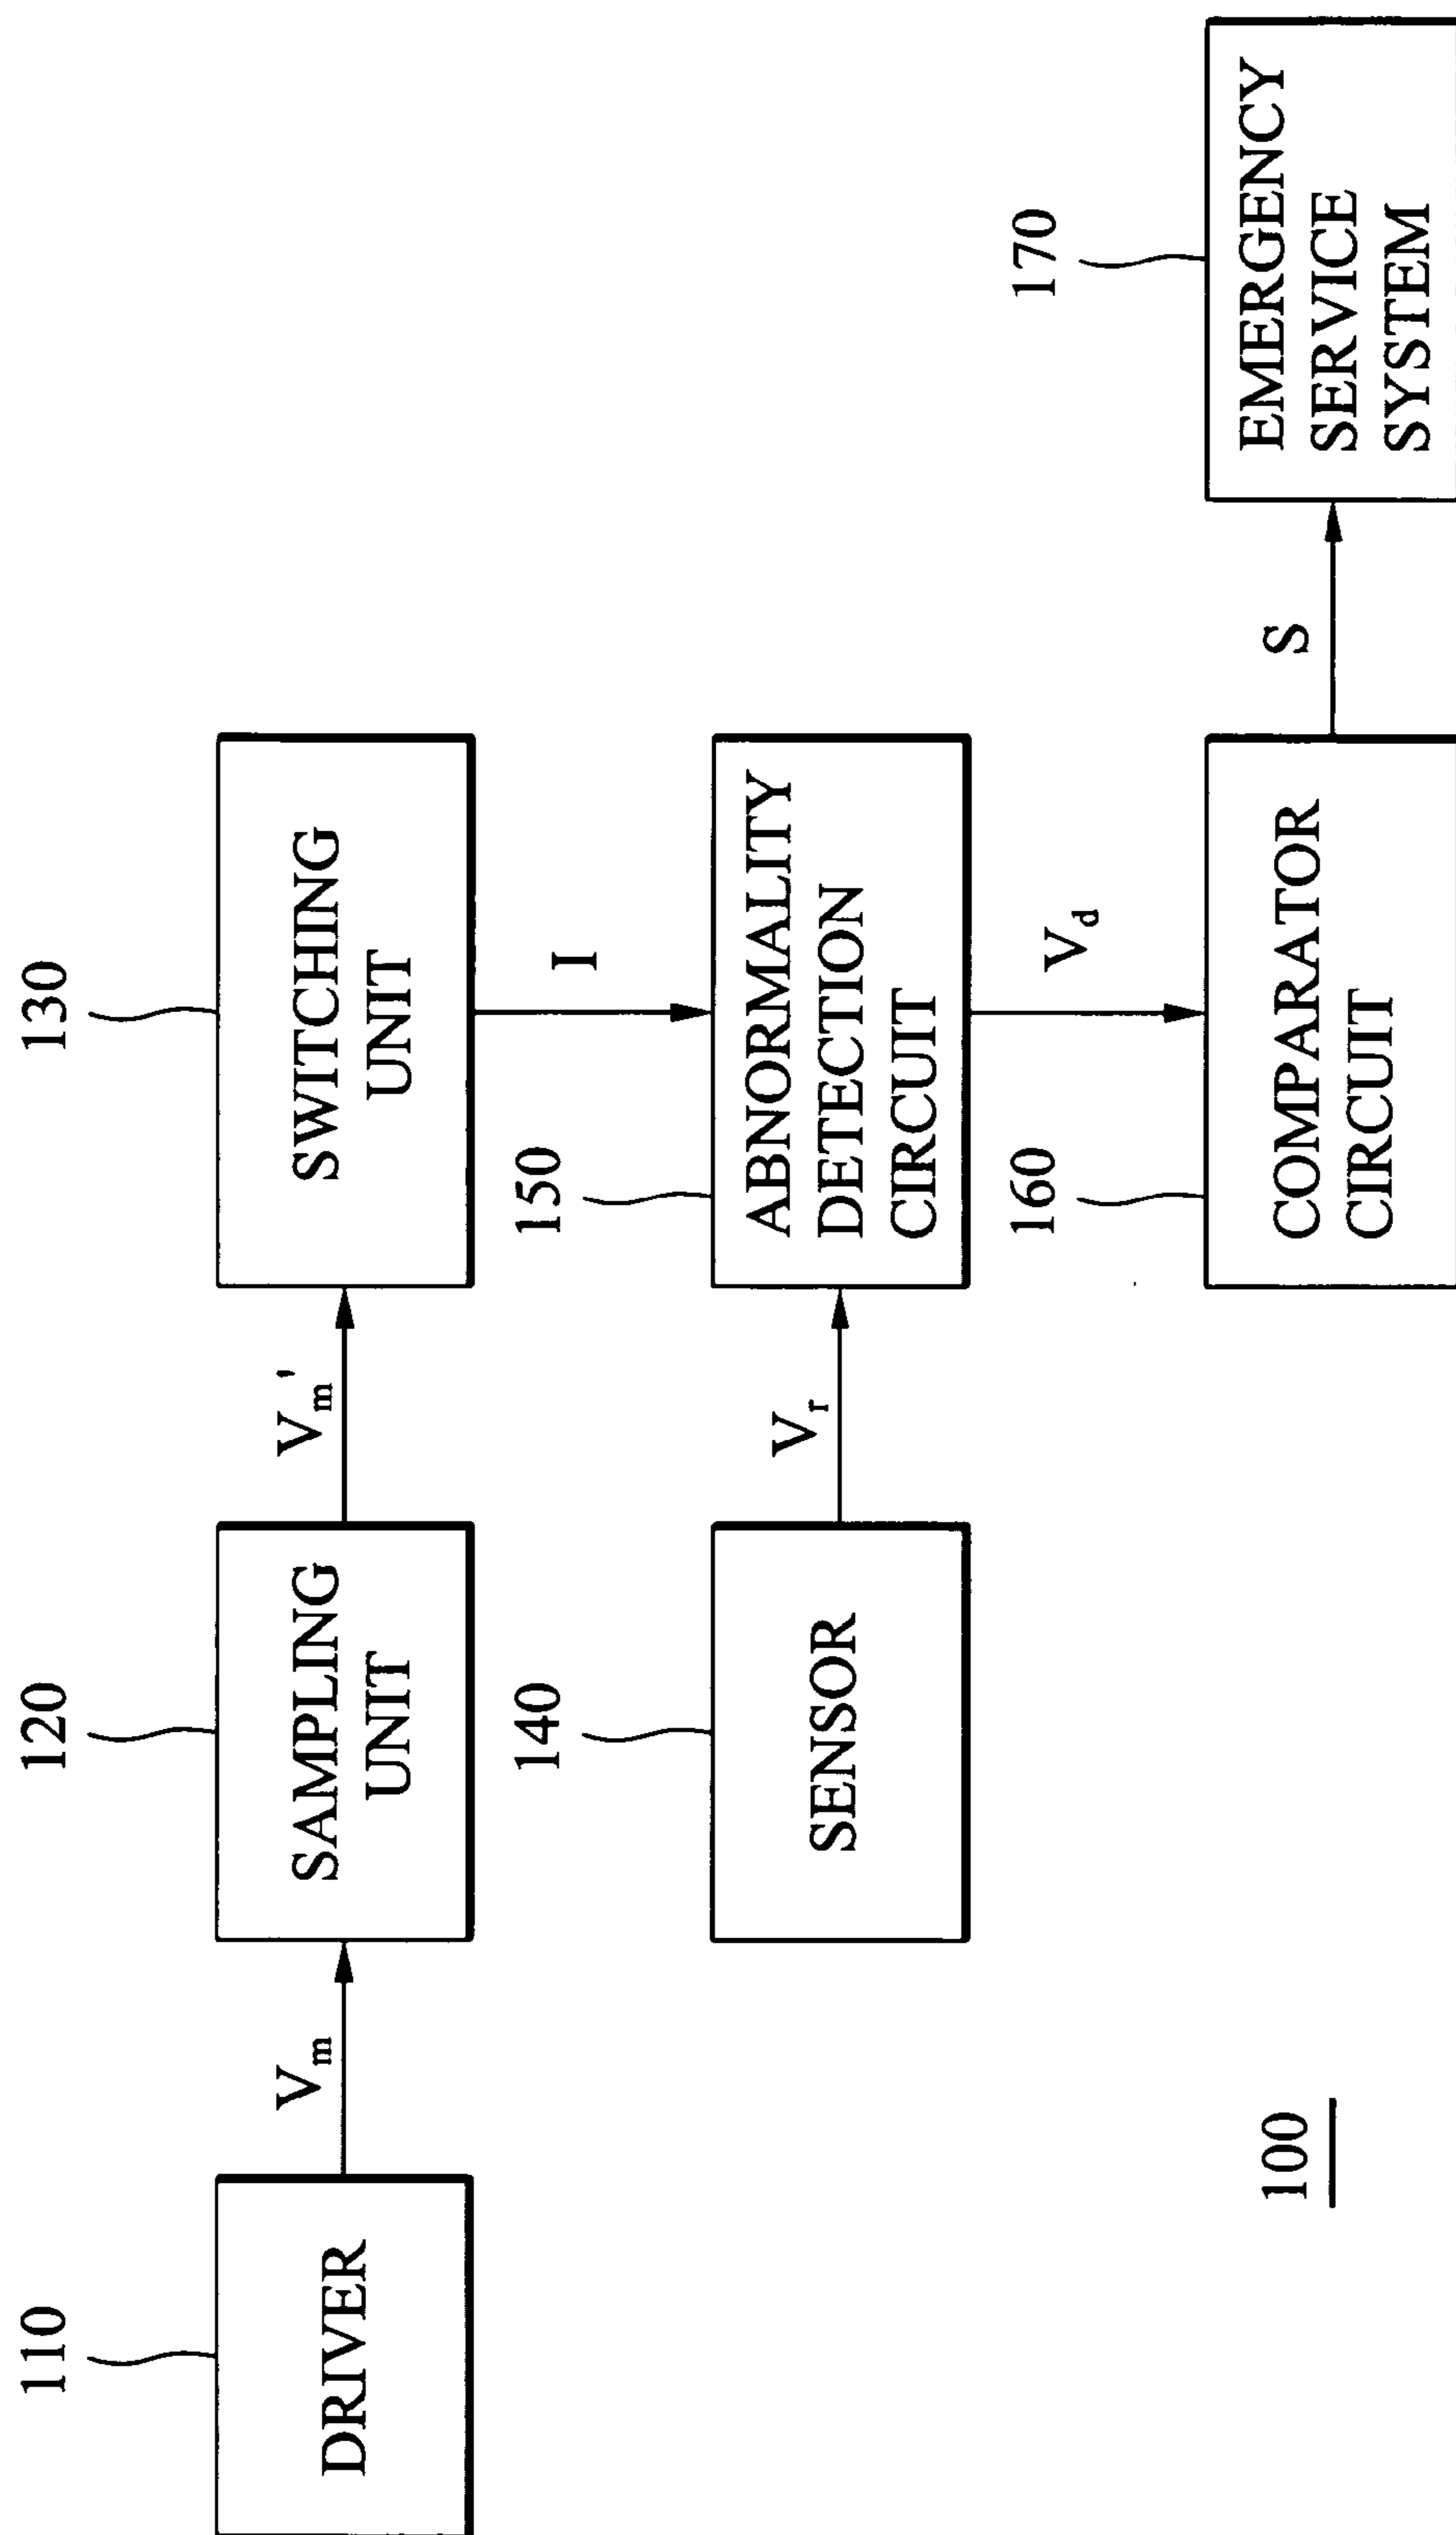 110
DRIVER
Vm
120
SAMPLING
UNIT
Vm'
130
SWITCHING
UNIT
I
140
SENSOR
Vr
150
ABNORMALITY
DETECTION
CIRCUIT
Vd
160
COMPARATOR
CIRCUIT
S
170
EMERGENCY
SERVICE
SYSTEM
100